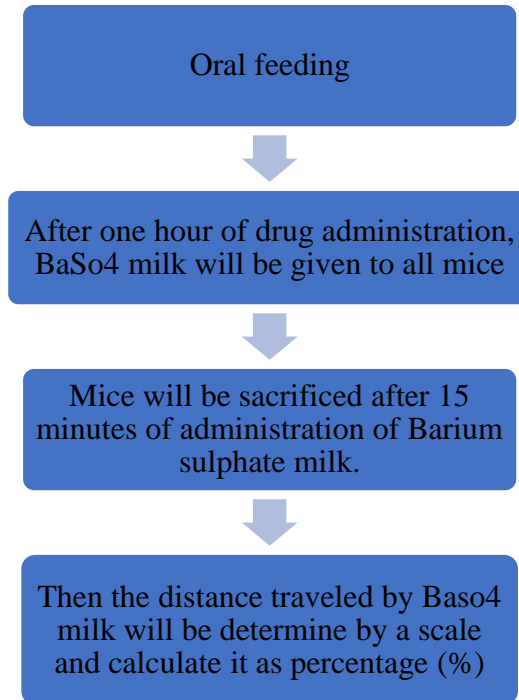 Oral feeding
After one hour of drug administration,
BaSo4 milk will be given to all mice
Mice will be sacrificed after 15
minutes of administration of Barium
sulphate milk.
Then the distance traveled by Baso4
milk will be determine by a scale
and calculate it as percentage (%)